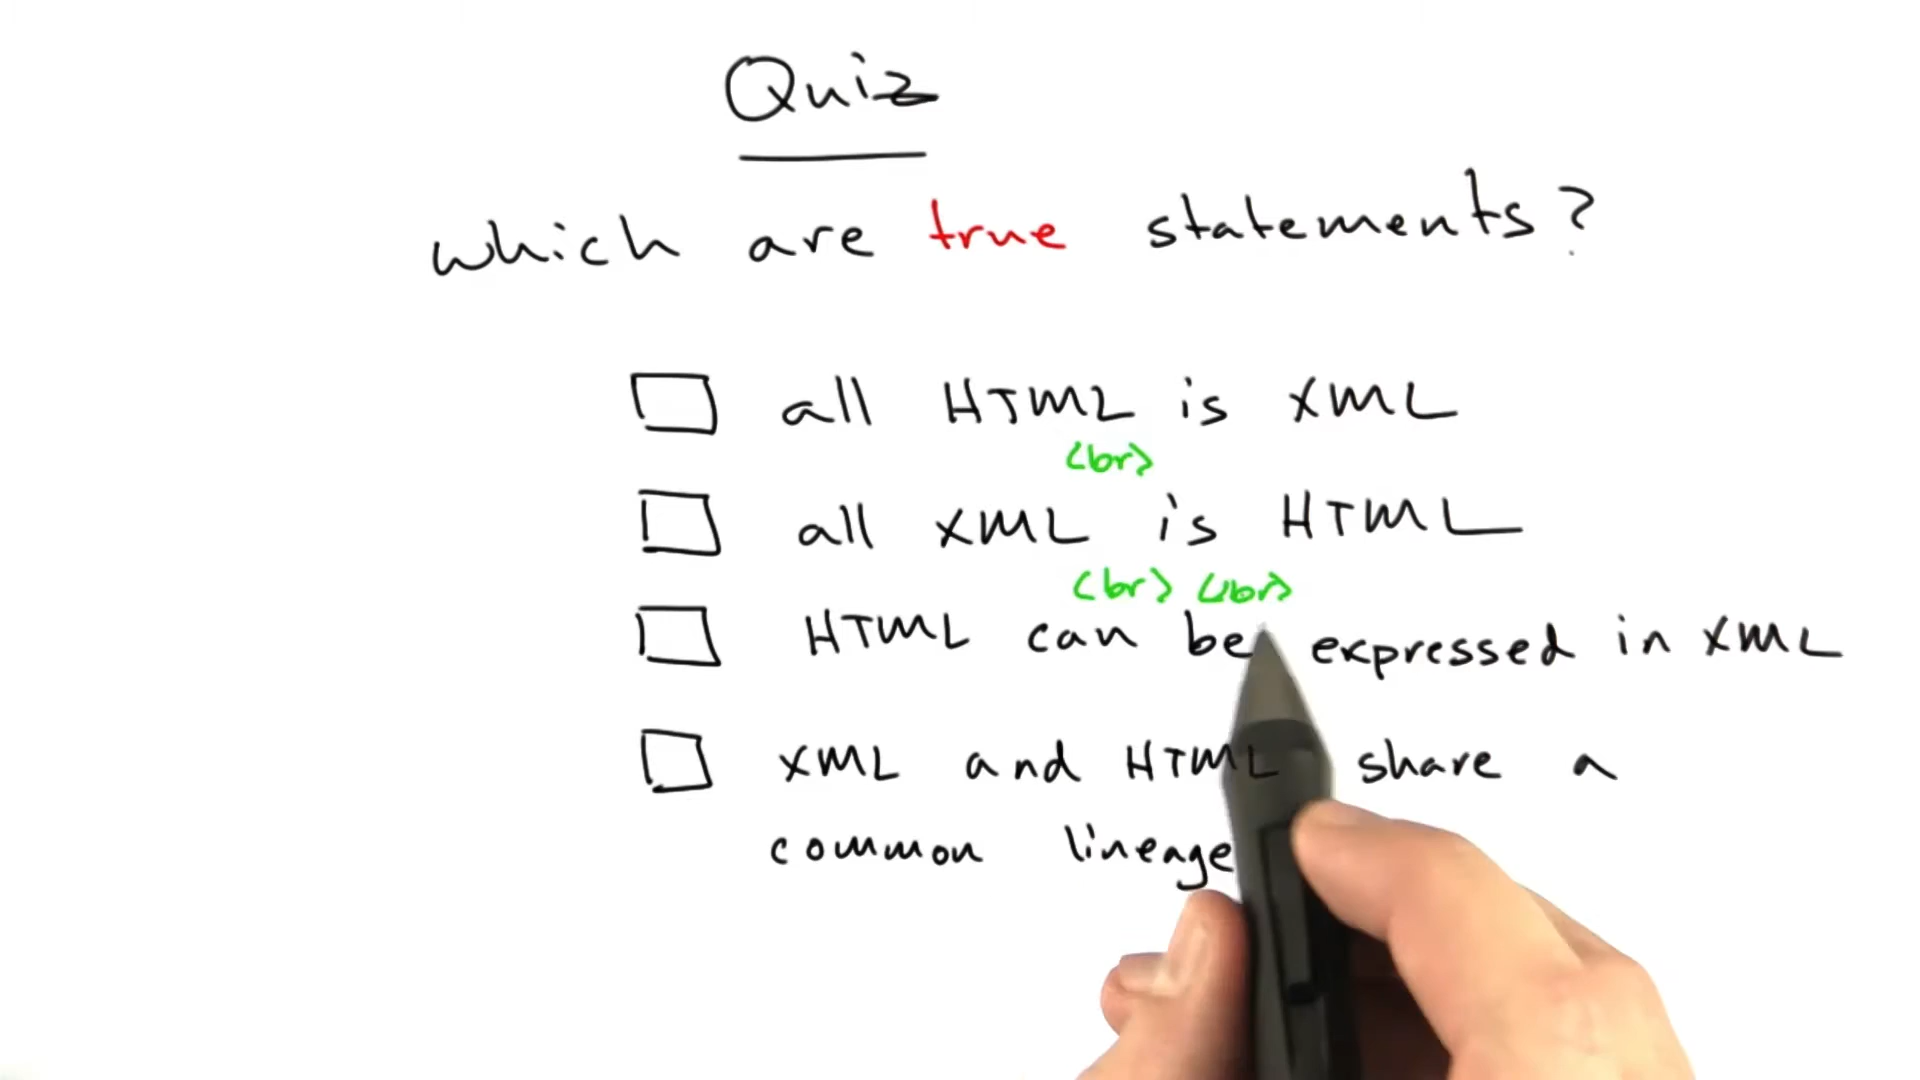 Quiz
which are true statements?
all HTML is XML
<br>
all XML is HTML
<br> </br>
HTML can be expressed in XML
XML and HTML share a
common lineage